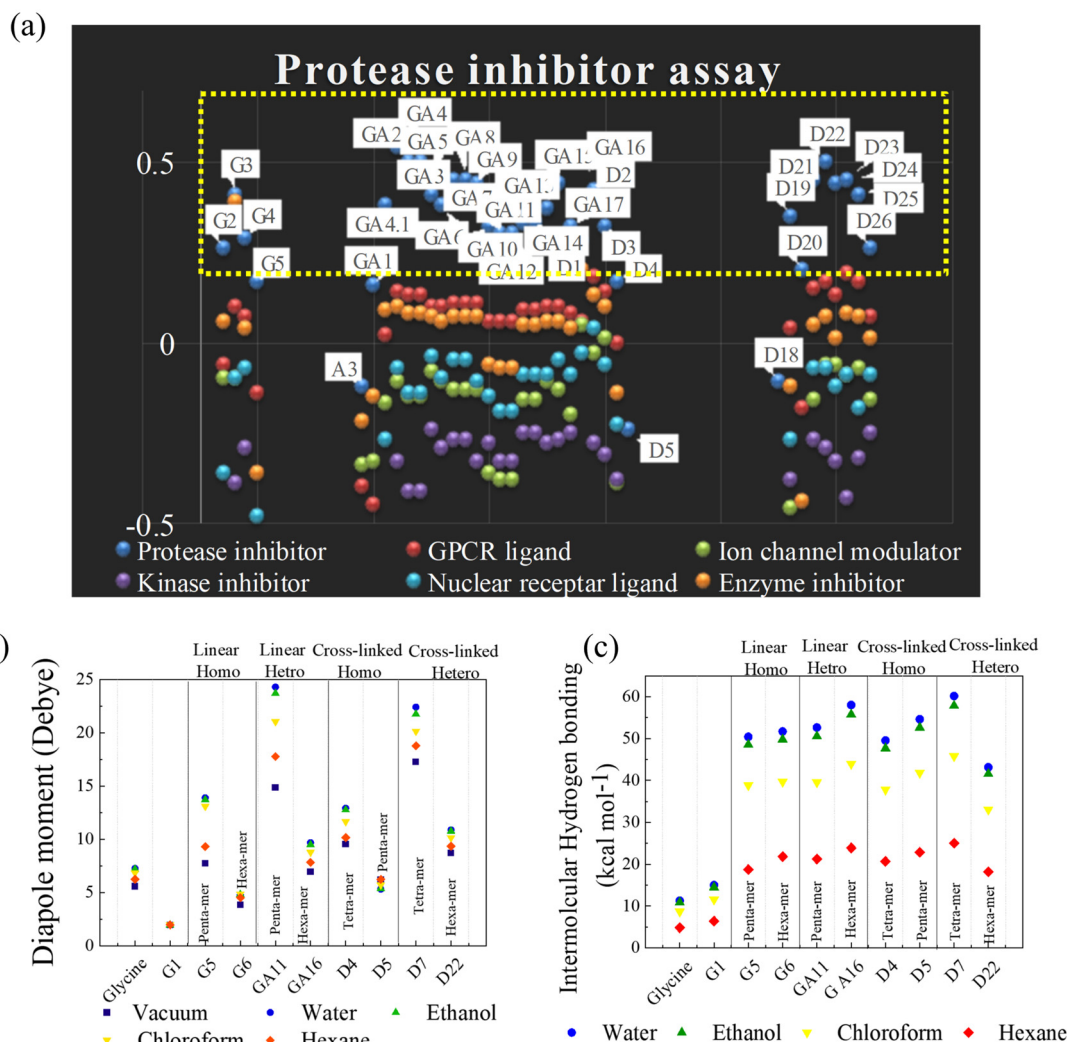 (a)
Protease inhibitor assay
GA4
GA2
GA5
GA8
GA9
GA15
GA16
D22
D23
0.5
G3
GA3
D2
D21
D24
D19
D25
G2
G4
GA4.1
GA11
GA17
D26
GA10
GA14
D3
D20
G5
GA1
GA12
D1
D4
0
A3
D18
D5
-0.5
Protease inhibitor
GPCR ligand
Ion channel modulator
Kinase inhibitor
Nuclear receptar ligand
Enzyme inhibitor
)
Linear Homo
Linear Hetro
Cross-linked Homo
Cross-linked Hetero
Diapole moment (Debye)
25
20
15
10
5
0
Penta-mer
Hexa-mer
Penta-mer
Hexa-mer
Tetra-mer
Penta-mer
Tetra-mer
Hexa-mer
Glycine
G1
G5
G6
GA11
GA16
D4
D5
D7
D22
Vacuum
Water
Ethanol
Chloroform
Hexane
(c)
Linear Homo
Linear Hetro
Cross-linked Homo
Cross-linked Hetero
Intermolcular Hydrogen bonding
(kcal mol-1)
60
50
40
30
20
10
0
Penta-mer
Hexa-mer
Penta-mer
Hexa-mer
Tetra-mer
Penta-mer
Tetra-mer
Hexa-mer
Glycine
G1
G5
G6
GA11
G A16
D4
D5
D7
D22
Water
Ethanol
Chloroform
Hexane